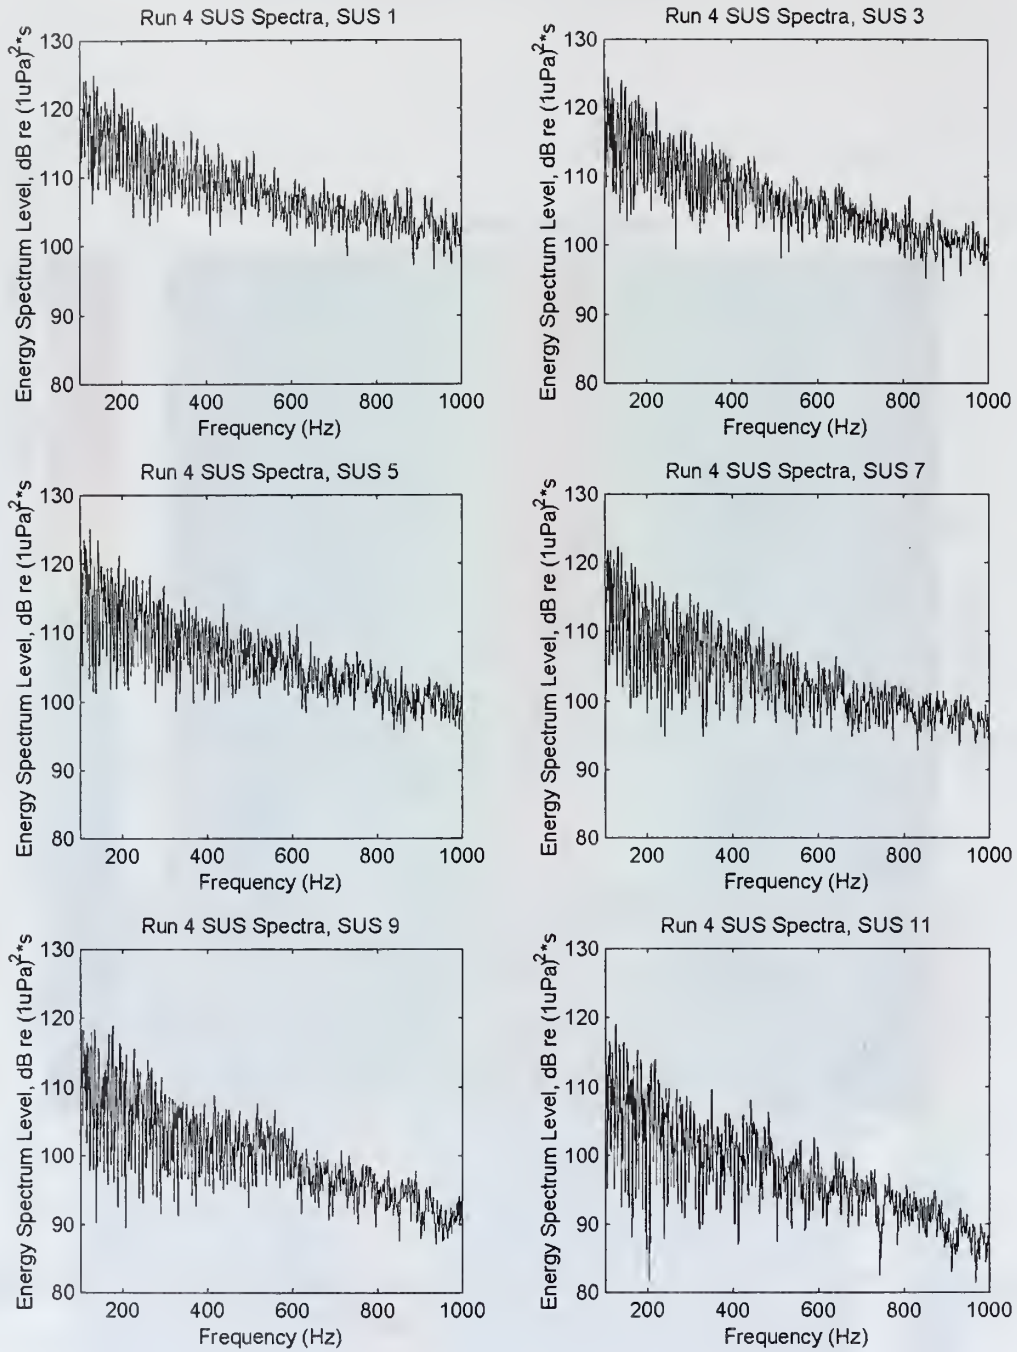 Run 4 SUS Spectra, SUS 1
Energy Spectrum Level, dB re (1uPa)^2*s
130
120
110
100
90
80
200 400 600 800 1000
Frequency (Hz)
Run 4 SUS Spectra, SUS 3
Energy Spectrum Level, dB re (1uPa)^2*s
130
120
110
100
90
80
200 400 600 800 1000
Frequency (Hz)
Run 4 SUS Spectra, SUS 5
Energy Spectrum Level, dB re (1uPa)^2*s
130
120
110
100
90
80
200 400 600 800 1000
Frequency (Hz)
Run 4 SUS Spectra, SUS 7
Energy Spectrum Level, dB re (1uPa)^2*s
130
120
110
100
90
80
200 400 600 800 1000
Frequency (Hz)
Run 4 SUS Spectra, SUS 9
Energy Spectrum Level, dB re (1uPa)^2*s
130
120
110
100
90
80
200 400 600 800 1000
Frequency (Hz)
Run 4 SUS Spectra, SUS 11
Energy Spectrum Level, dB re (1uPa)^2*s
130
120
110
100
90
80
200 400 600 800 1000
Frequency (Hz)